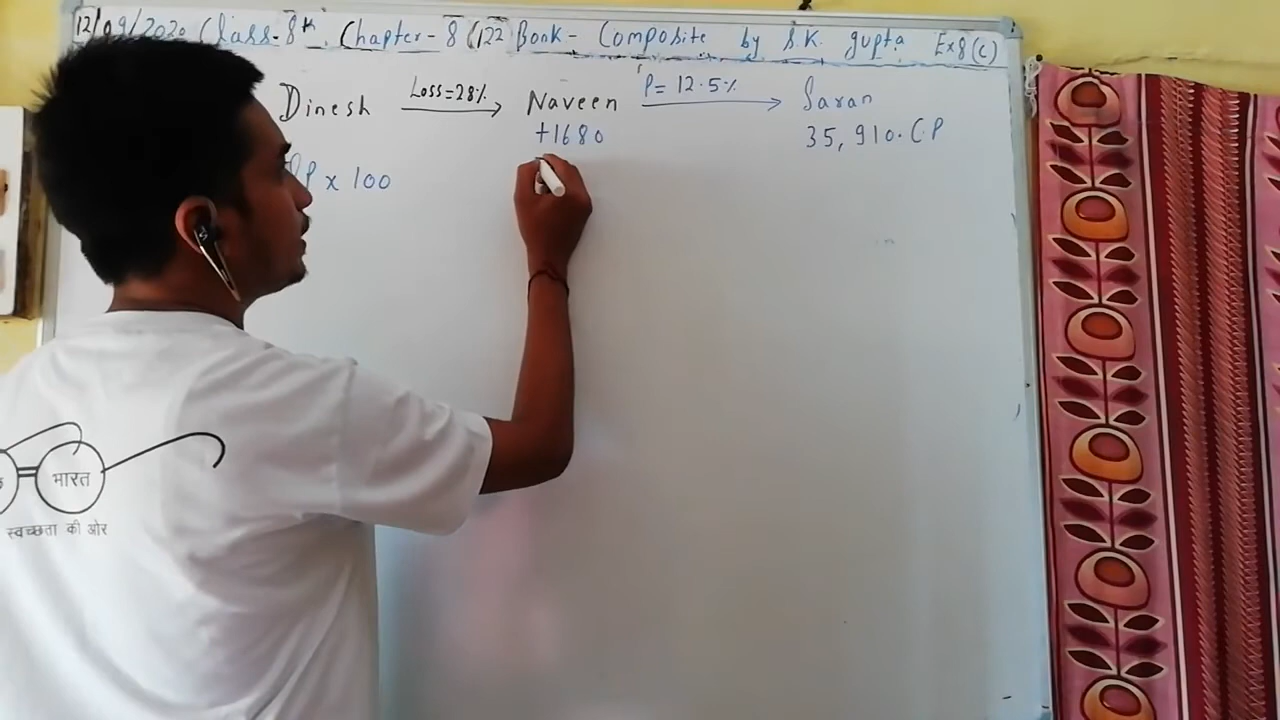 12/09/2020 Class-8th. Chapter-8 (122 Book- Composite by S.K. gupta Ex8(c)
Dinesh Loss=28% Naveen P=12.5% Saran
+1680 35,910. C.P
P x 100
भारत
स्वच्छता की ओर